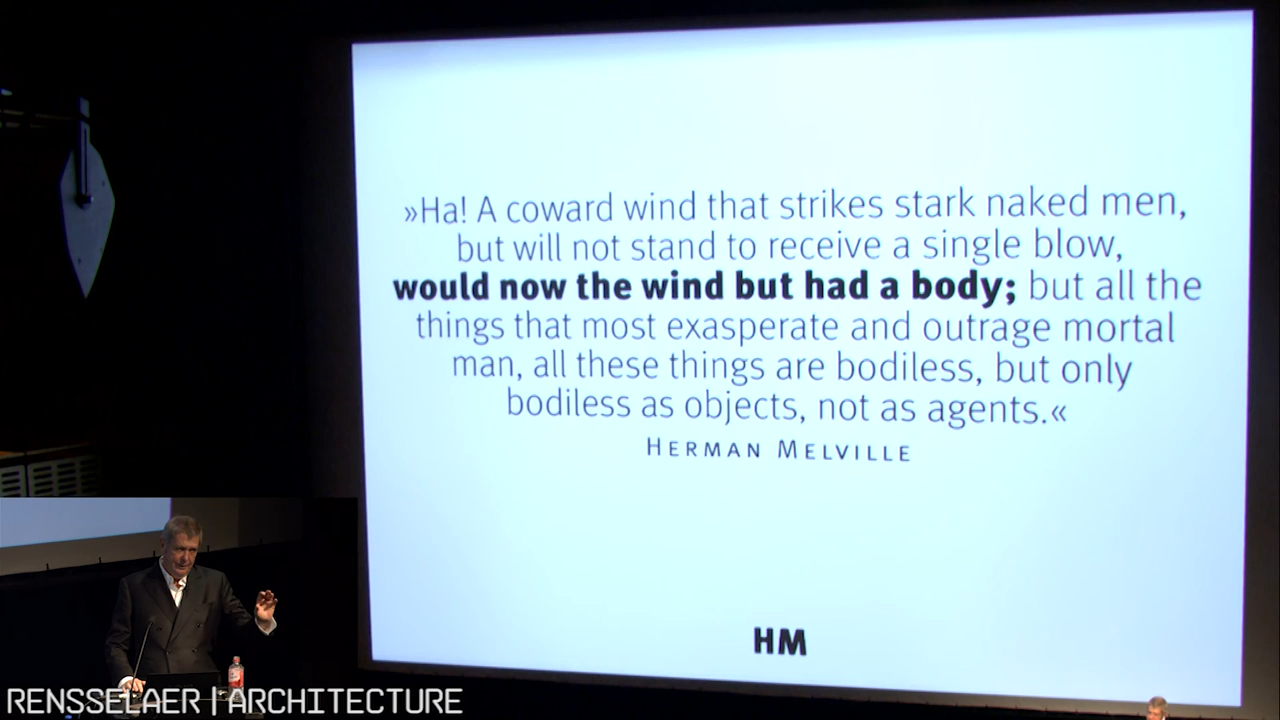 »Ha! A coward wind that strikes stark naked men,
but will not stand to receive a single blow,
would now the wind but had a body; but all the
things that most exasperate and outrage mortal
man, all these things are bodiless, but only
bodiless as objects, not as agents.«
HERMAN MELVILLE
HM
RENSSELAER | ARCHITECTURE